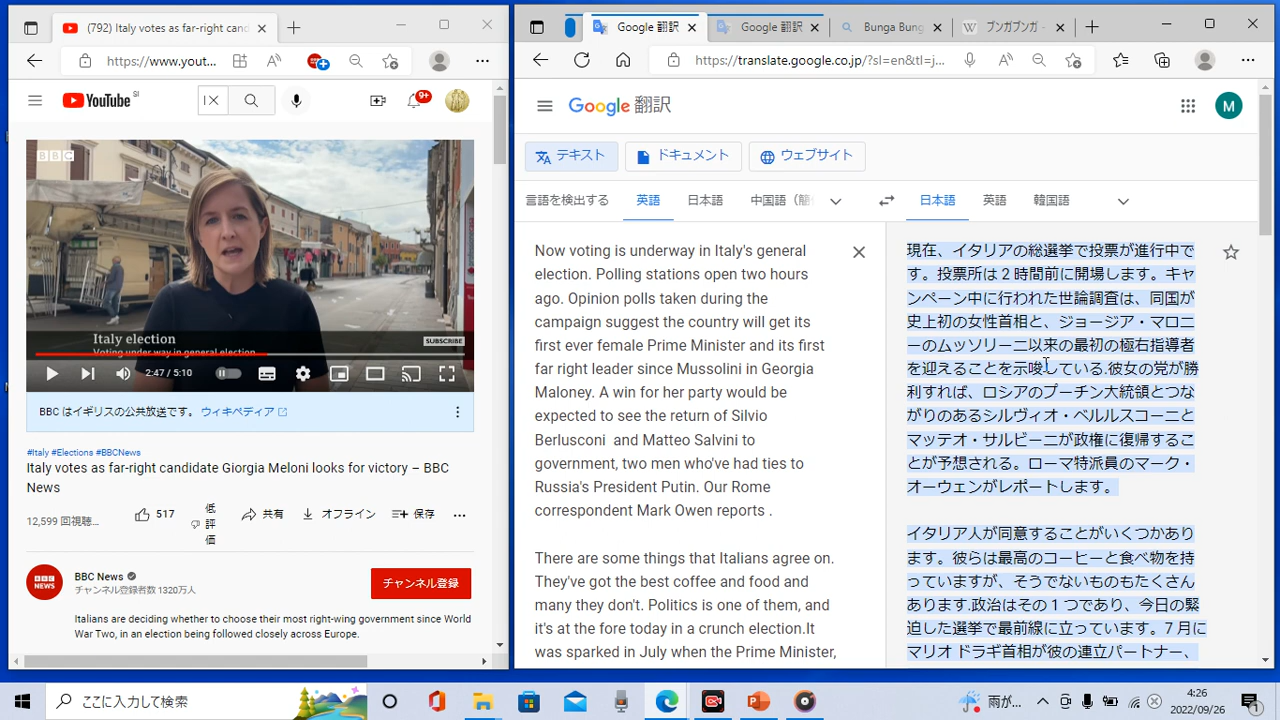 (792) Italy votes as far-right cand
https://www.yout...
YouTube SI
9+
BBC
Italy election
Voting under way in general election
SUBSCRIBE
2:47 / 5:10
BBC はイギリスの公共放送です。 ウィキペディア
#Italy #Elections #BBCNews
Italy votes as far-right candidate Giorgia Meloni looks for victory – BBC
News
12,599 回視聴...
517
低評価
共有
オフライン
保存
BBC NEWS
BBC News
チャンネル登録者数 1320万人
チャンネル登録
Italians are deciding whether to choose their most right-wing government since World
War Two, in an election being followed closely across Europe.
Google 翻訳
Google 翻訳
Bunga Bung
ブンガブンガ -
https://translate.google.co.jp/?sl=en&tl=j...
Google 翻訳
M
テキスト
ドキュメント
ウェブサイト
言語を検出する 英語 日本語 中国語（簡
日本語 英語 韓国語
Now voting is underway in Italy's general
election. Polling stations open two hours
ago. Opinion polls taken during the
campaign suggest the country will get its
first ever female Prime Minister and its first
far right leader since Mussolini in Georgia
Maloney. A win for her party would be
expected to see the return of Silvio
Berlusconi  and Matteo Salvini to
government, two men who've had ties to
Russia's President Putin. Our Rome
correspondent Mark Owen reports .
There are some things that Italians agree on.
They've got the best coffee and food and
many they don't. Politics is one of them, and
it's at the fore today in a crunch election.It
was sparked in July when the Prime Minister,
現在、イタリアの総選挙で投票が進行中で
す。投票所は 2 時間前に開場します。キャ
ンペーン中に行われた世論調査は、同国が
史上初の女性首相と、ジョージア・マロニ
ーのムッソリーニ以来の最初の極右指導者
を迎えることを示唆している.彼女の党が勝
利すれば、ロシアのプーチン大統領とつな
がりのあるシルヴィオ・ベルルスコーニと
マッテオ・サルビーニが政権に復帰するこ
とが予想される。ローマ特派員のマーク・
オーウェンがレポートします。
イタリア人が同意することがいくつかあり
ます。彼らは最高のコーヒーと食べ物を持
っていますが、そうでないものもたくさん
あります.政治はその 1 つであり、今日の緊
迫した選挙で最前線に立っています。7 月に
マリオ ドラギ首相が彼の連立パートナー、
ここに入力して検索
雨が...
4:26
2022/09/26
1